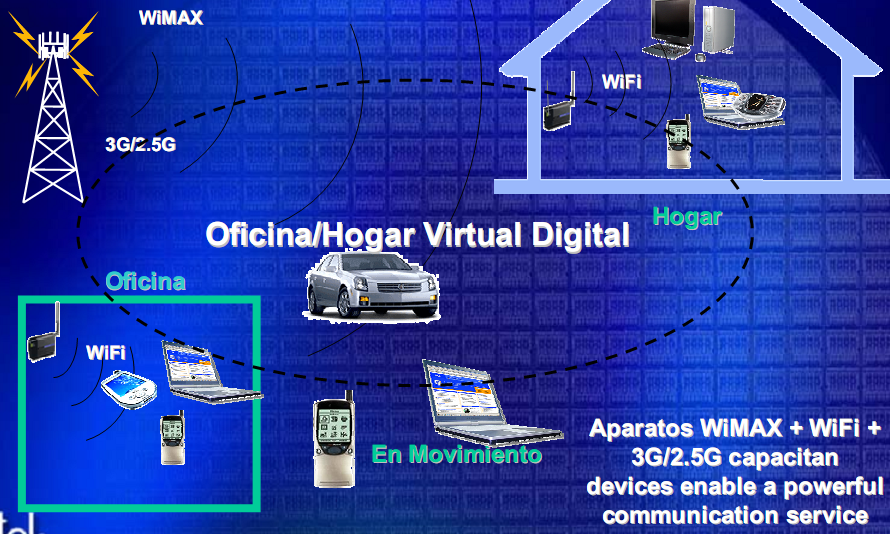 WiMAX
WiFi
3G/2.5G
Hogar
Oficina/Hogar Virtual Digital
Oficina
WiFi
En Movimiento
Aparatos WiMAX + WiFi +
3G/2.5G capacitan
devices enable a powerful
communication service